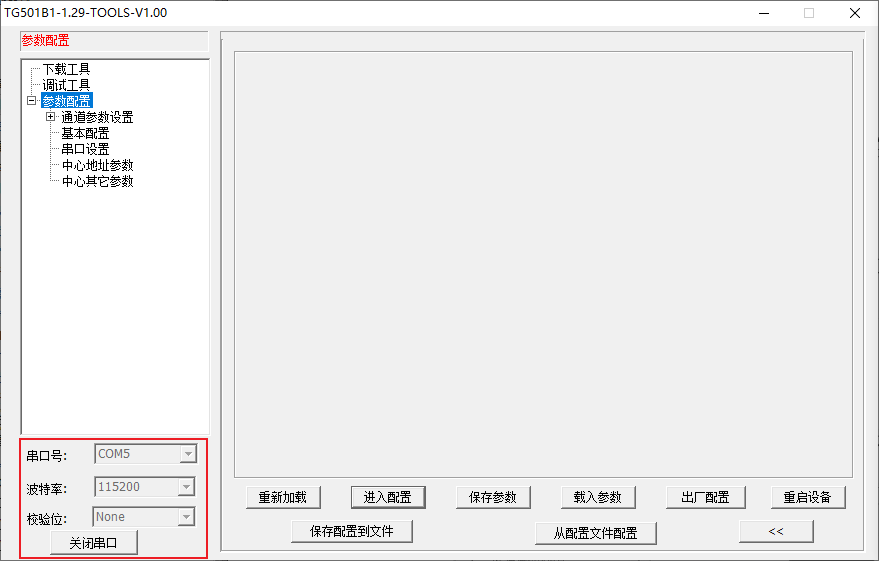 TG501B1-1.29-TOOLS-V1.00
参数配置
下载工具
调试工具
参数配置
通道参数设置
基本配置
串口设置
中心地址参数
中心其它参数
串口号: COM5
波特率: 115200
校验位: None
关闭串口
重新加载 进入配置 保存参数 载入参数 出厂配置 重启设备
保存配置到文件 从配置文件配置 <<